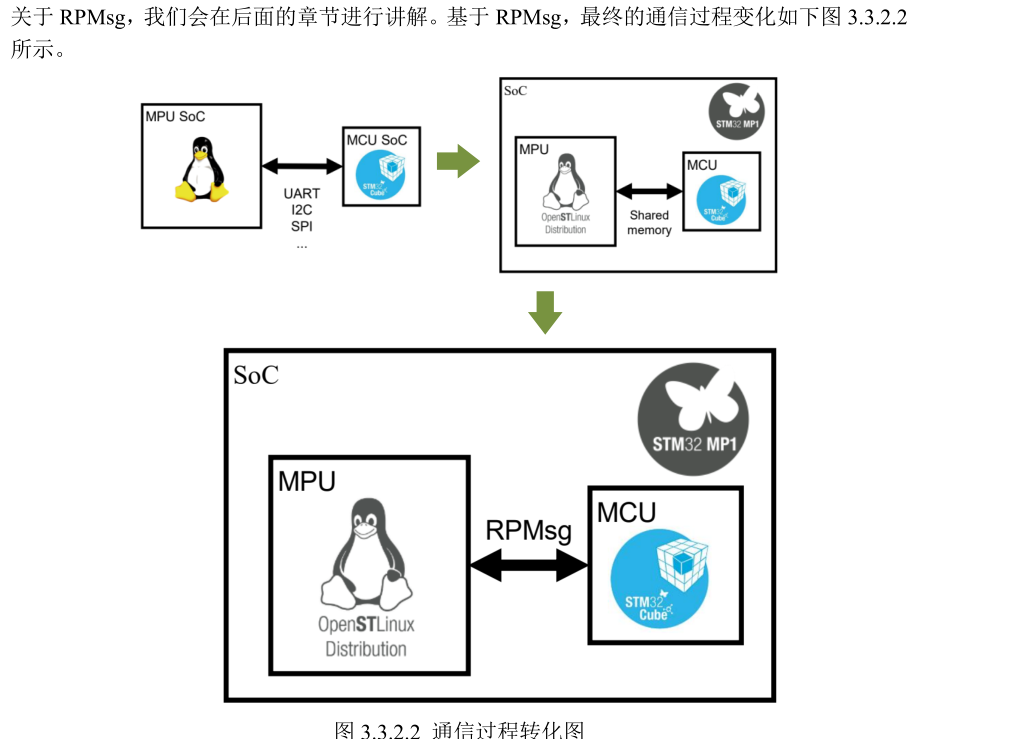 关于 RPMsg，我们会在后面的章节进行讲解。基于 RPMsg，最终的通信过程变化如下图 3.3.2.2
所示。
MPU SoC
MCU SoC
STM32
Cube
UART
I2C
SPI
...
SoC
STM32 MP1
MPU
OpenSTLinux
Distribution
Shared
memory
MCU
STM32
Cube
SoC
STM32 MP1
MPU
OpenSTLinux
Distribution
RPMsg
MCU
STM32
Cube
图 3.3.2.2 通信过程转化图